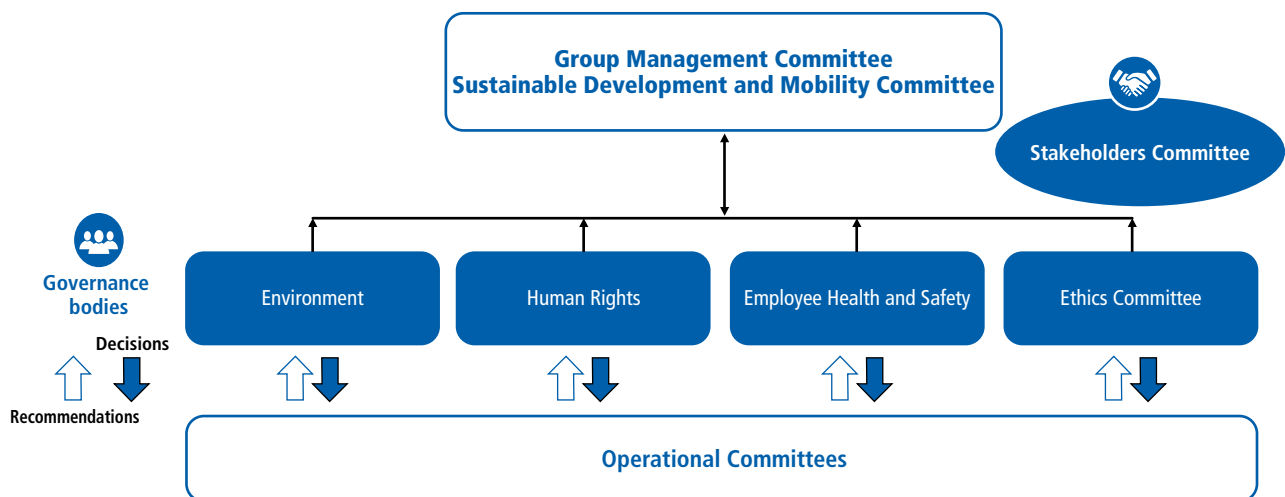 Group Management Committee
Sustainable Development and Mobility Committee
Stakeholders Committee
Governance
bodies
Environment
Human Rights
Employee Health and Safety
Ethics Committee
Decisions
Recommendations
Operational Committees